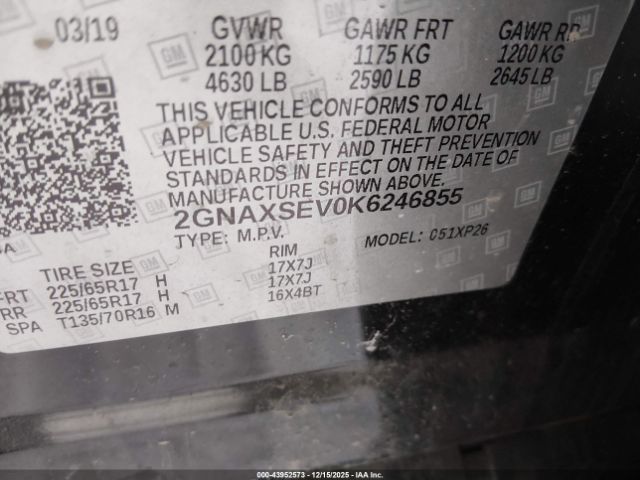 03/19 GVWR GAWR FRT GAWR RR
2100 KG 1175 KG 1200 KG
4630 LB 2590 LB 2645 LB
THIS VEHICLE CONFORMS TO ALL
APPLICABLE U.S. FEDERAL MOTOR
VEHICLE SAFETY AND THEFT PREVENTION
STANDARDS IN EFFECT ON THE DATE OF
MANUFACTURE SHOWN ABOVE.
2GNAXSEV0K6246855
TYPE: M.P.V. MODEL: 051XP26
TIRE SIZE RIM
FRT 225/65R17 H 17X7J
RR 225/65R17 H 17X7J
SPA T135/70R16 M 16X4BT
000-43952573 - 12/15/2025 - IAA Inc.